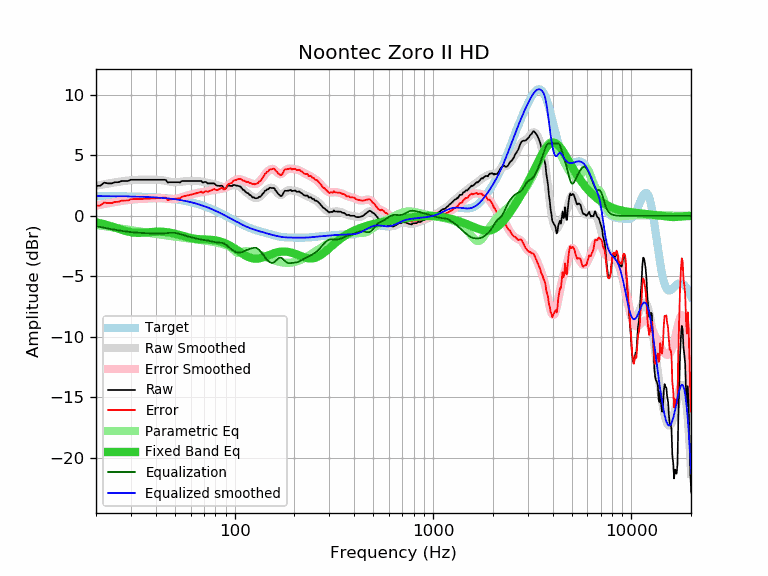 Noontec Zoro II HD
Amplitude (dBr)
10
5
0
−5
−10
−15
−20
Target
Raw Smoothed
Error Smoothed
Raw
Error
Parametric Eq
Fixed Band Eq
Equalization
Equalized smoothed
100
1000
10000
Frequency (Hz)